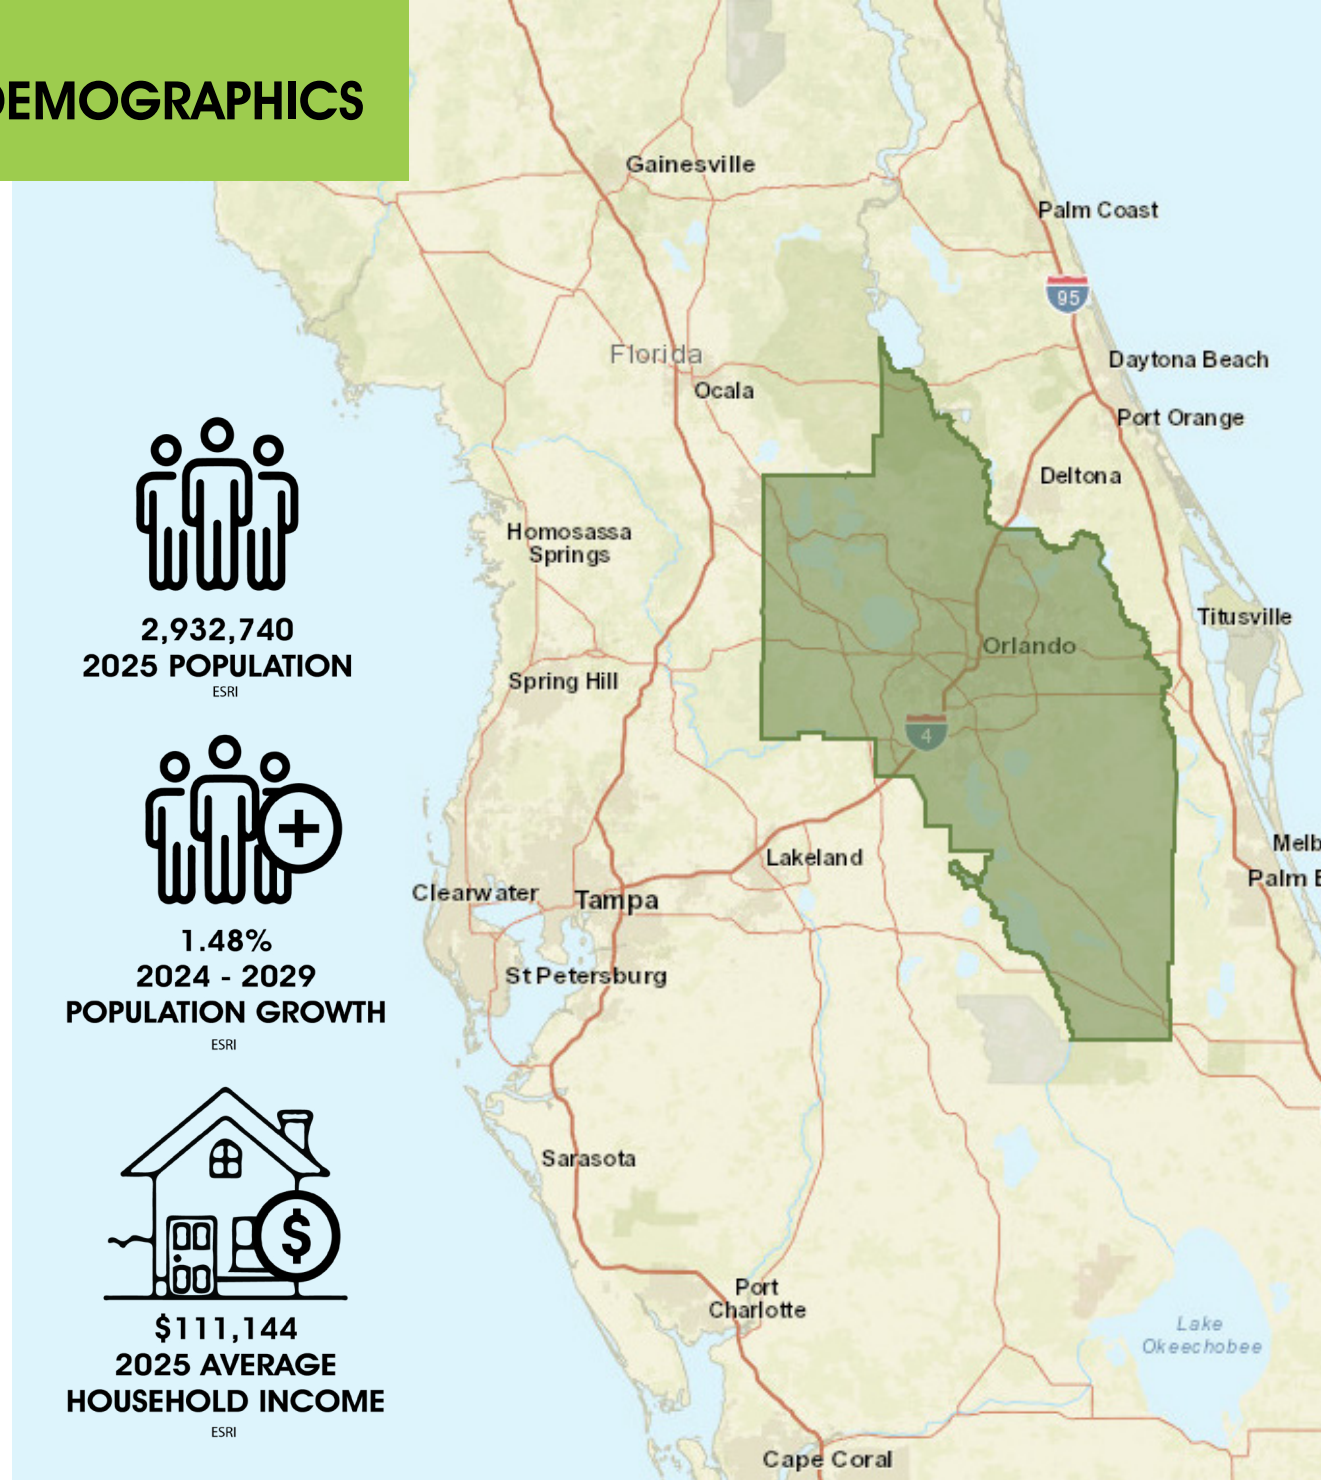 DEMOGRAPHICS
2,932,740
2025 POPULATION
ESRI
1.48%
2024 - 2029
POPULATION GROWTH
ESRI
$111,144
2025 AVERAGE
HOUSEHOLD INCOME
ESRI
Gainesville
Palm Coast
95
Florida
Daytona Beach
Ocala
Port Orange
Deltona
Homosassa
Springs
Titusville
Orlando
Spring Hill
4
Melb
Lakeland
Palm B
Clearwater
Tampa
St Petersburg
Sarasota
Port
Charlotte
Lake
Okeechobee
Cape Coral